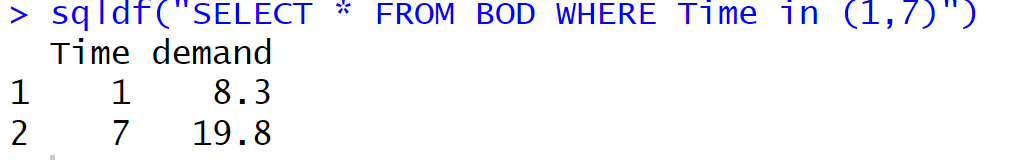 > sqldf("SELECT * FROM BOD WHERE Time in (1,7)")
  Time demand
1    1    8.3
2    7   19.8